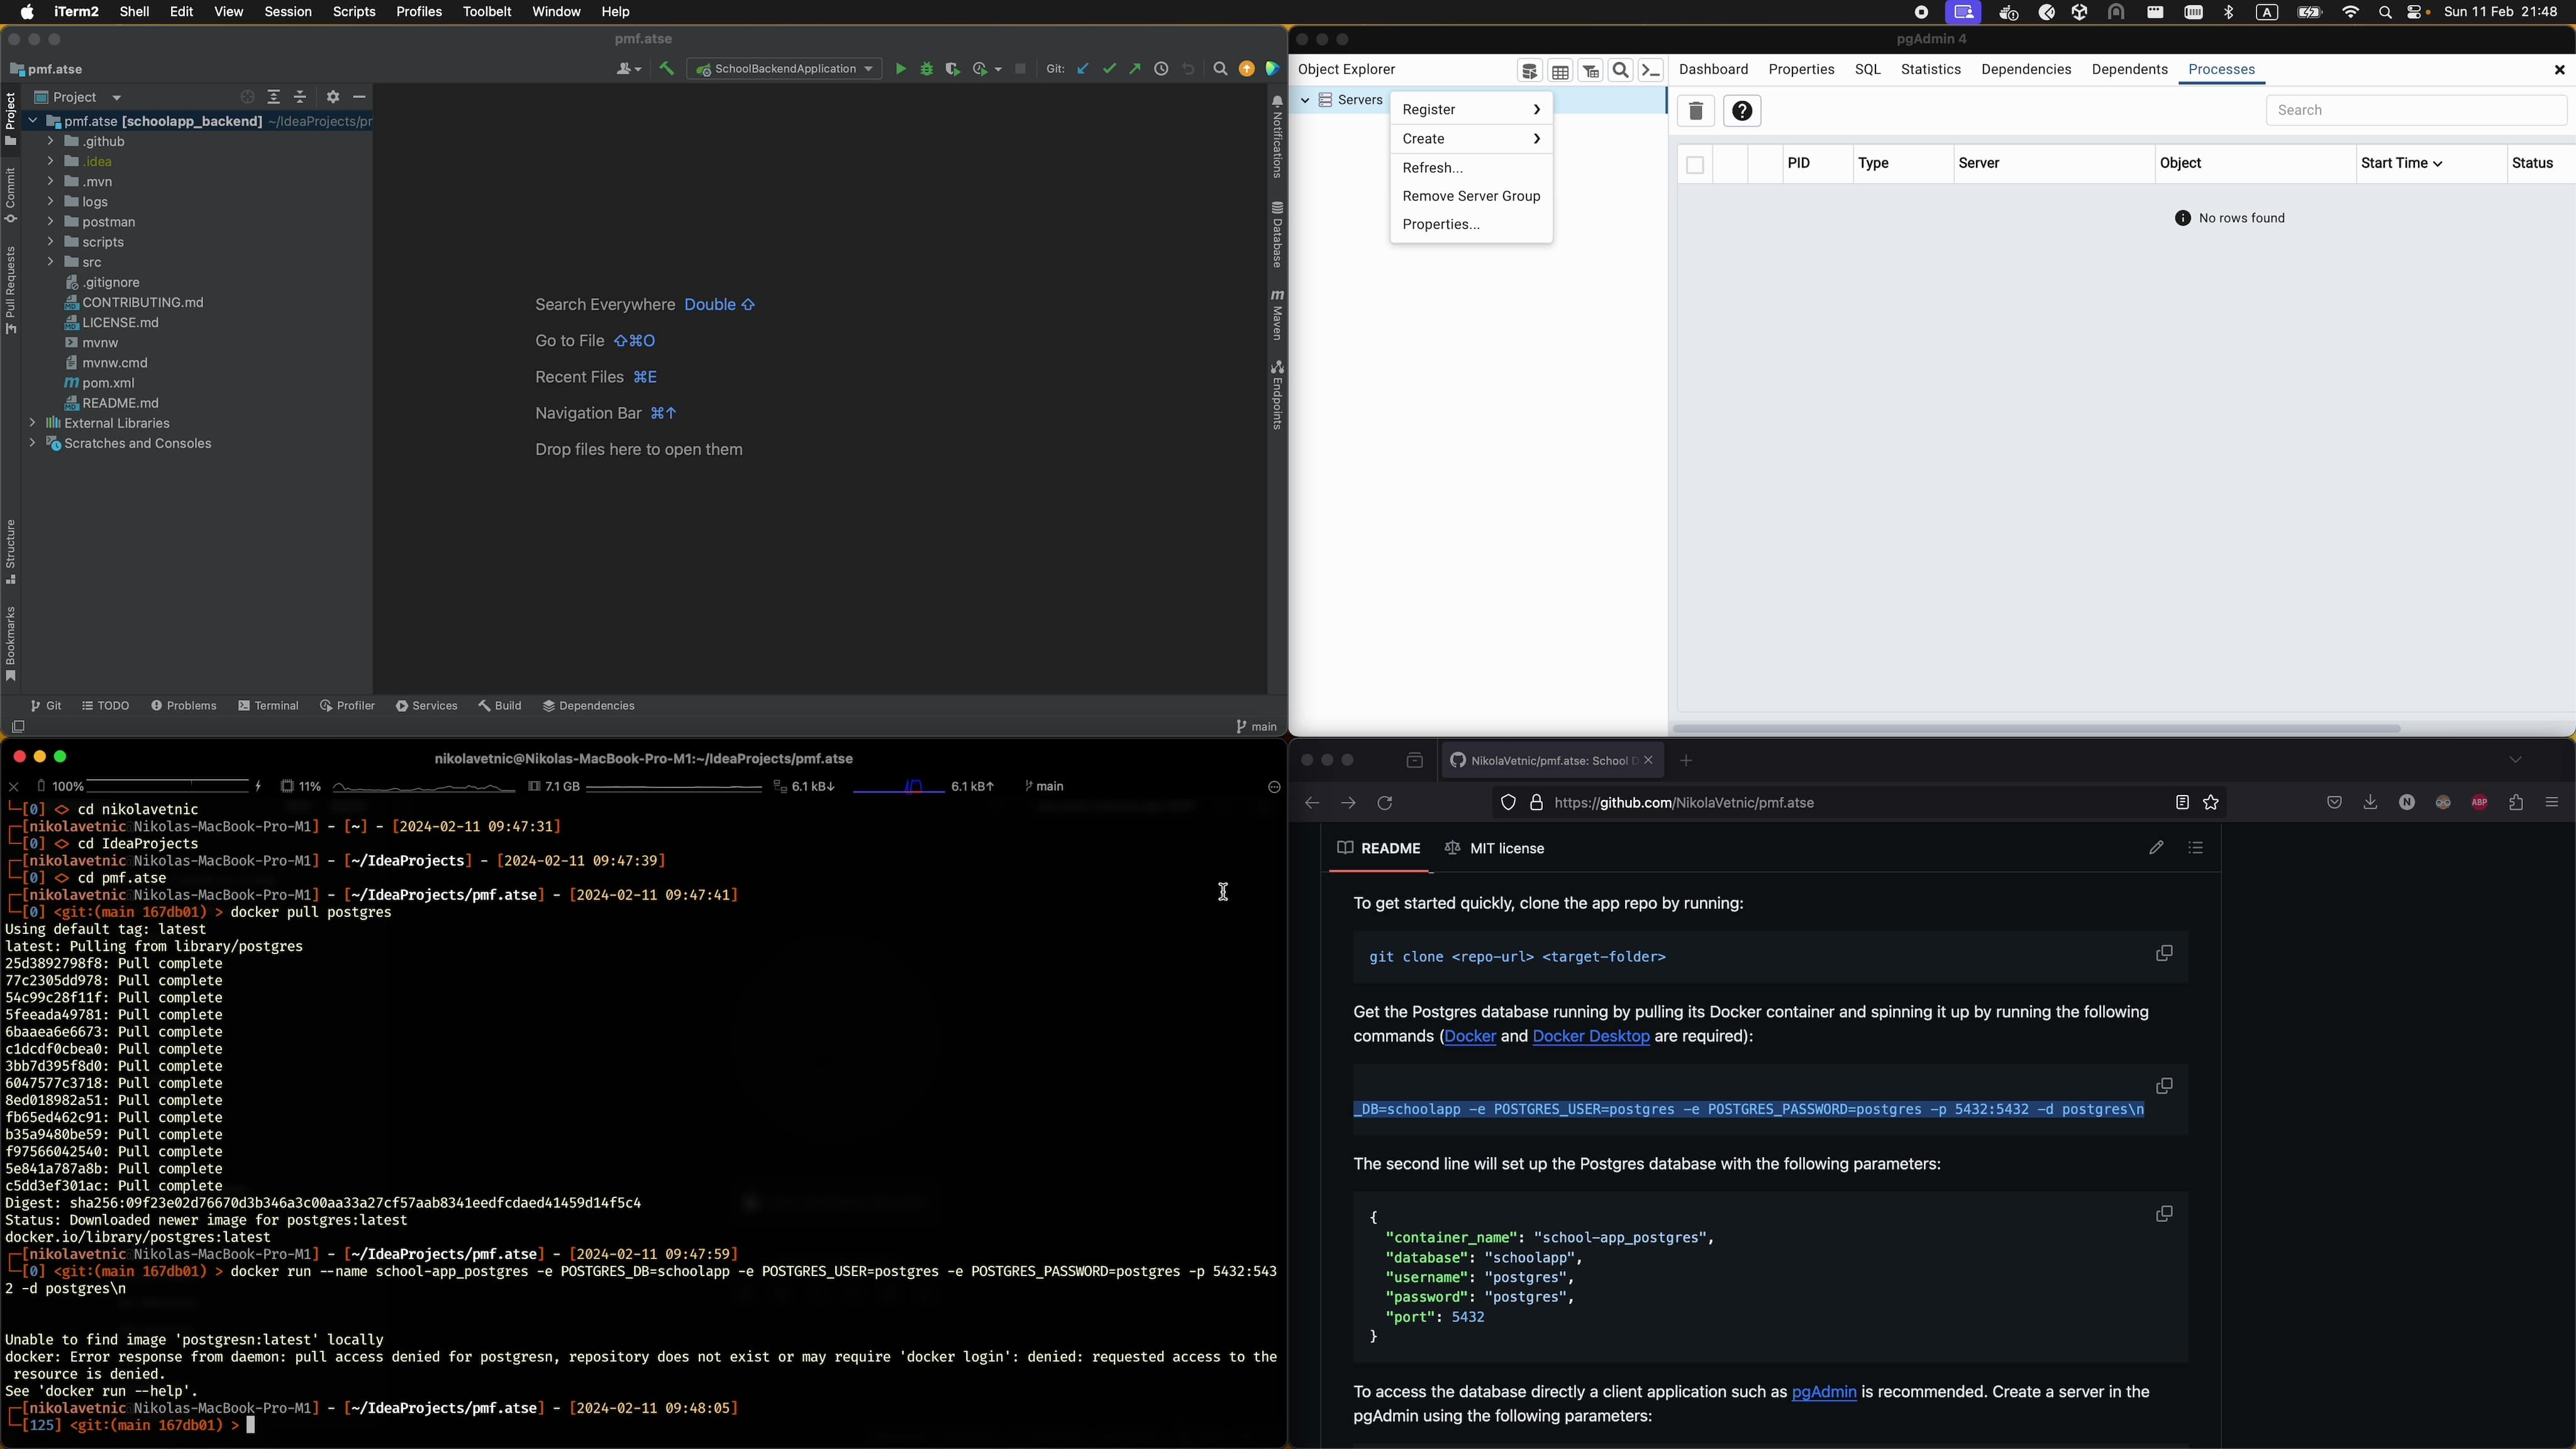 iTerm2 Shell Edit View Session Scripts Profiles Toolbelt Window Help
A
Sun 11 Feb 21:48
pmf.atse
pmf.atse
SchoolBackendApplication
Git:
Project
pmf.atse [schoolapp_backend] ~/IdeaProjects/pr
.github
.idea
.mvn
logs
postman
scripts
src
.gitignore
CONTRIBUTING.md
LICENSE.md
mvnw
mvnw.cmd
pom.xml
README.md
External Libraries
Scratches and Consoles
Project
Commit
Pull Requests
Structure
Bookmarks
Search Everywhere Double ⇧
Go to File ⇧⌘O
Recent Files ⌘E
Navigation Bar ⌘↑
Drop files here to open them
Notifications
Database
Maven
Endpoints
Git TODO Problems Terminal Profiler Services Build Dependencies
main
pgAdmin 4
Object Explorer
Dashboard Properties SQL Statistics Dependencies Dependents Processes
Servers
Register
Create
Refresh...
Remove Server Group
Properties...
Search
PID Type Server Object Start Time Status
No rows found
nikolavetnic@Nikolas-MacBook-Pro-M1:~/IdeaProjects/pmf.atse
100% 11% 7.1 GB 6.1 kB↓ 6.1 kB↑ main
└─[0] <> cd nikolavetnic
┌─[nikolavetnic@Nikolas-MacBook-Pro-M1] - [~] - [2024-02-11 09:47:31]
└─[0] <> cd IdeaProjects
┌─[nikolavetnic@Nikolas-MacBook-Pro-M1] - [~/IdeaProjects] - [2024-02-11 09:47:39]
└─[0] <> cd pmf.atse
┌─[nikolavetnic@Nikolas-MacBook-Pro-M1] - [~/IdeaProjects/pmf.atse] - [2024-02-11 09:47:41]
└─[0] <git:(main 167db01) > docker pull postgres
Using default tag: latest
latest: Pulling from library/postgres
25d3892798f8: Pull complete
77c2305dd978: Pull complete
54c99c28f11f: Pull complete
5feeada49781: Pull complete
6baaea6e6673: Pull complete
c1dcdf0cbea0: Pull complete
3bb7d395f8d0: Pull complete
6047577c3718: Pull complete
8ed018982a51: Pull complete
fb65ed462c91: Pull complete
b35a9480be59: Pull complete
f97566042540: Pull complete
5e841a787a8b: Pull complete
c5dd3ef301ac: Pull complete
Digest: sha256:09f23e02d76670d3b346a3c00aa33a27cf57aab8341eedfcdaed41459d14f5c4
Status: Downloaded newer image for postgres:latest
docker.io/library/postgres:latest
┌─[nikolavetnic@Nikolas-MacBook-Pro-M1] - [~/IdeaProjects/pmf.atse] - [2024-02-11 09:47:59]
└─[0] <git:(main 167db01) > docker run --name school-app_postgres -e POSTGRES_DB=schoolapp -e POSTGRES_USER=postgres -e POSTGRES_PASSWORD=postgres -p 5432:543
2 -d postgres\n
Unable to find image 'postgresn:latest' locally
docker: Error response from daemon: pull access denied for postgresn, repository does not exist or may require 'docker login': denied: requested access to the
resource is denied.
See 'docker run --help'.
┌─[nikolavetnic@Nikolas-MacBook-Pro-M1] - [~/IdeaProjects/pmf.atse] - [2024-02-11 09:48:05]
└─[125] <git:(main 167db01) >
NikolaVetnic/pmf.atse: School D
https://github.com/NikolaVetnic/pmf.atse
N
ABP
README MIT license
To get started quickly, clone the app repo by running:
git clone <repo-url> <target-folder>
Get the Postgres database running by pulling its Docker container and spinning it up by running the following
commands (Docker and Docker Desktop are required):
_DB=schoolapp -e POSTGRES_USER=postgres -e POSTGRES_PASSWORD=postgres -p 5432:5432 -d postgres\n
The second line will set up the Postgres database with the following parameters:
{
"container_name": "school-app_postgres",
"database": "schoolapp",
"username": "postgres",
"password": "postgres",
"port": 5432
}
To access the database directly a client application such as pgAdmin is recommended. Create a server in the
pgAdmin using the following parameters: